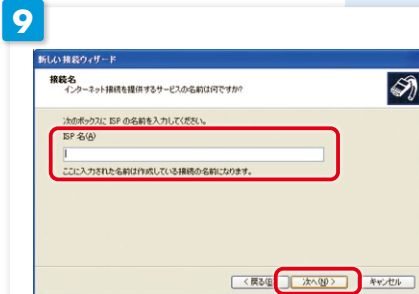 9
新しい接続ウィザード
接続名
インターネット接続を提供するサービスの名前は何ですか?
次のボックスに ISP の名前を入力してください。
ISP 名(A)
ここに入力された名前は作成している接続の名前になります。
< 戻る(B) 次へ(N) > キャンセル